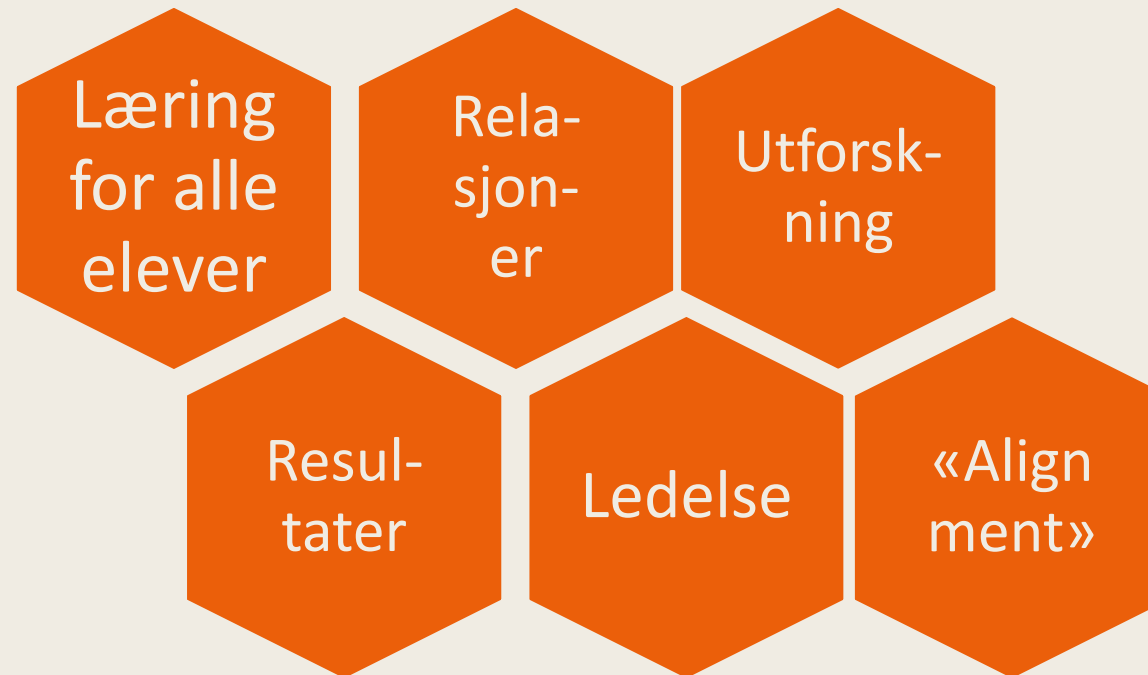 Læring
for alle
elever
Rela-
sjon-
er
Utforsk-
ning
Resul-
tater
Ledelse
«Align
ment»